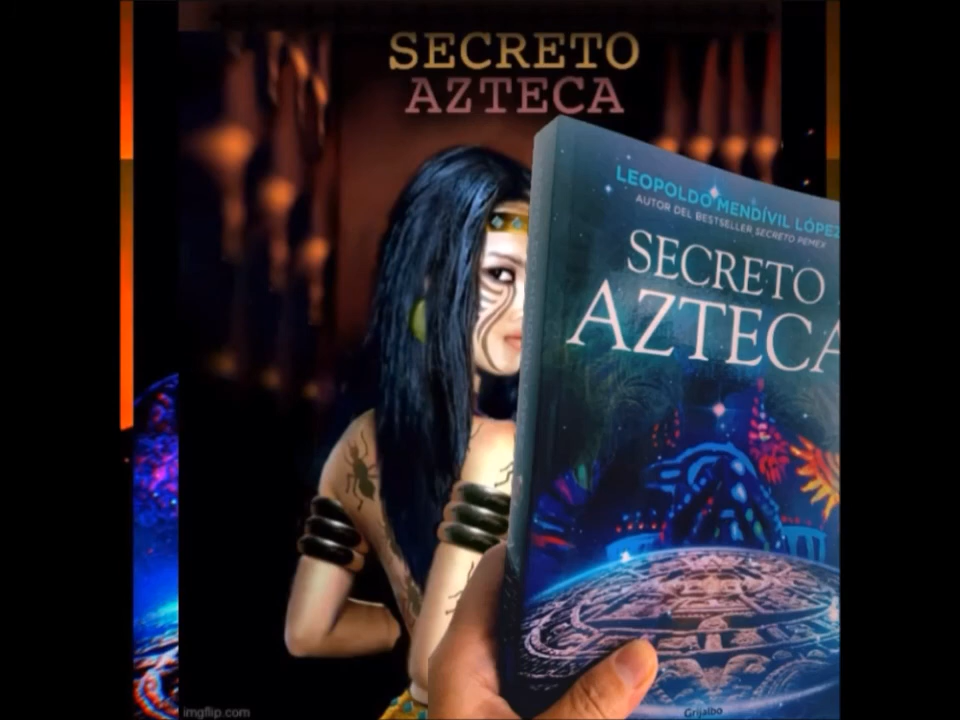 SECRETO
AZTECA
LEOPOLDO MENDÍVIL LÓPEZ
AUTOR DEL BESTSELLER SECRETO PEMEX
SECRETO
AZTECA
Grijalbo
imgflip.com